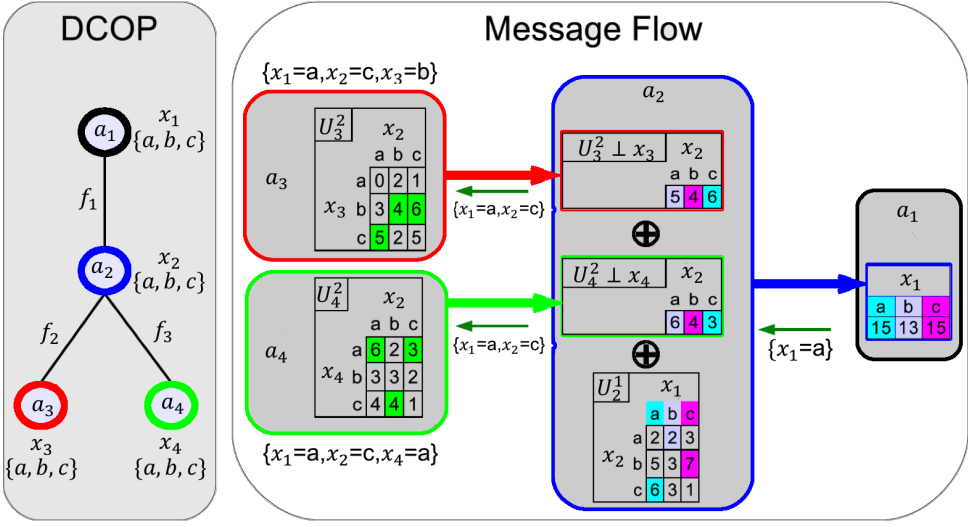 DCOP
a₁
x₁
{a, b, c}
f₁
a₂
x₂
{a, b, c}
f₂
f₃
a₃
a₄
x₃
{a, b, c}
x₄
{a, b, c}
Message Flow
{x₁=a,x₂=c,x₃=b}
a₃
U₃²
x₂
a b c
a 0 2 1
x₃
b 3 4 6
c 5 2 5
{x₁=a,x₂=c}
a₄
U₄²
x₂
a b c
a 6 2 3
x₄
b 3 3 2
c 4 4 1
{x₁=a,x₂=c}
{x₁=a,x₂=c,x₄=a}
a₂
U₃² ⊥ x₃
x₂
a b c
5 4 6
⊕
U₄² ⊥ x₄
x₂
a b c
6 4 3
⊕
U₂¹
x₁
a b c
a 2 2 3
x₂
b 5 3 7
c 6 3 1
{x₁=a}
a₁
x₁
a b c
15 13 15